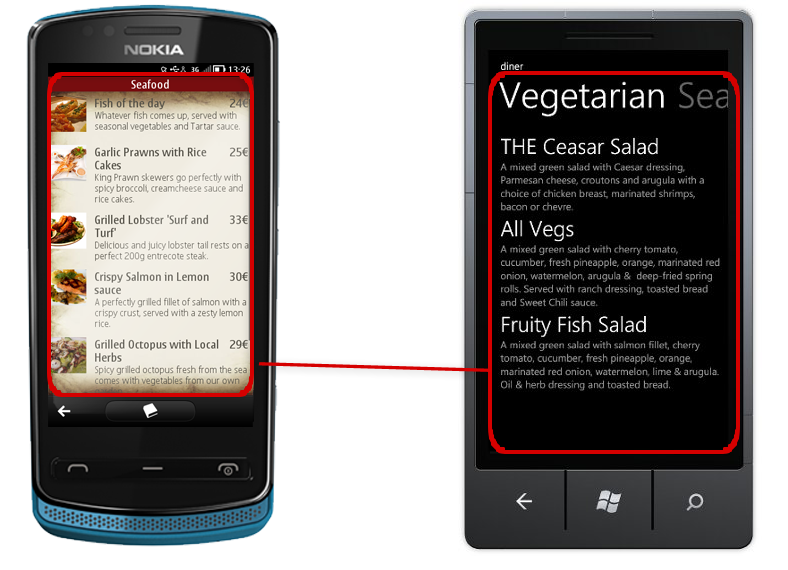 NOKIA
3G 13:26
Seafood
Fish of the day 24€
Whatever fish comes up, served with
seasonal vegetables and Tartar sauce.
Garlic Prawns with Rice 25€
Cakes
King Prawn skewers go perfectly with
spicy broccoli, creamcheese sauce and
rice cakes.
Grilled Lobster 'Surf and 33€
Turf'
Delicious and juicy lobster tail rests on a
perfect 200g entrecote steak.
Crispy Salmon in Lemon 30€
sauce
A perfectly grilled fillet of salmon with a
crispy crust, served with a zesty lemon
rice.
Grilled Octopus with Local 29€
Herbs
Spicy grilled octopus fresh from the sea
comes with vegetables from our own
diner
Vegetarian Sea
THE Ceasar Salad
A mixed green salad with Caesar dressing,
Parmesan cheese, croutons and arugula with a
choice of chicken breast, marinated shrimps,
bacon or chevre.
All Vegs
A mixed green salad with cherry tomato,
cucumber, fresh pineapple, orange, marinated red
onion, watermelon, arugula & deep-fried spring
rolls. Served with ranch dressing, toasted bread
and Sweet Chili sauce.
Fruity Fish Salad
A mixed green salad with salmon fillet, cherry
tomato, cucumber, fresh pineapple, orange,
marinated red onion, watermelon, lime & arugula.
Oil & herb dressing and toasted bread.